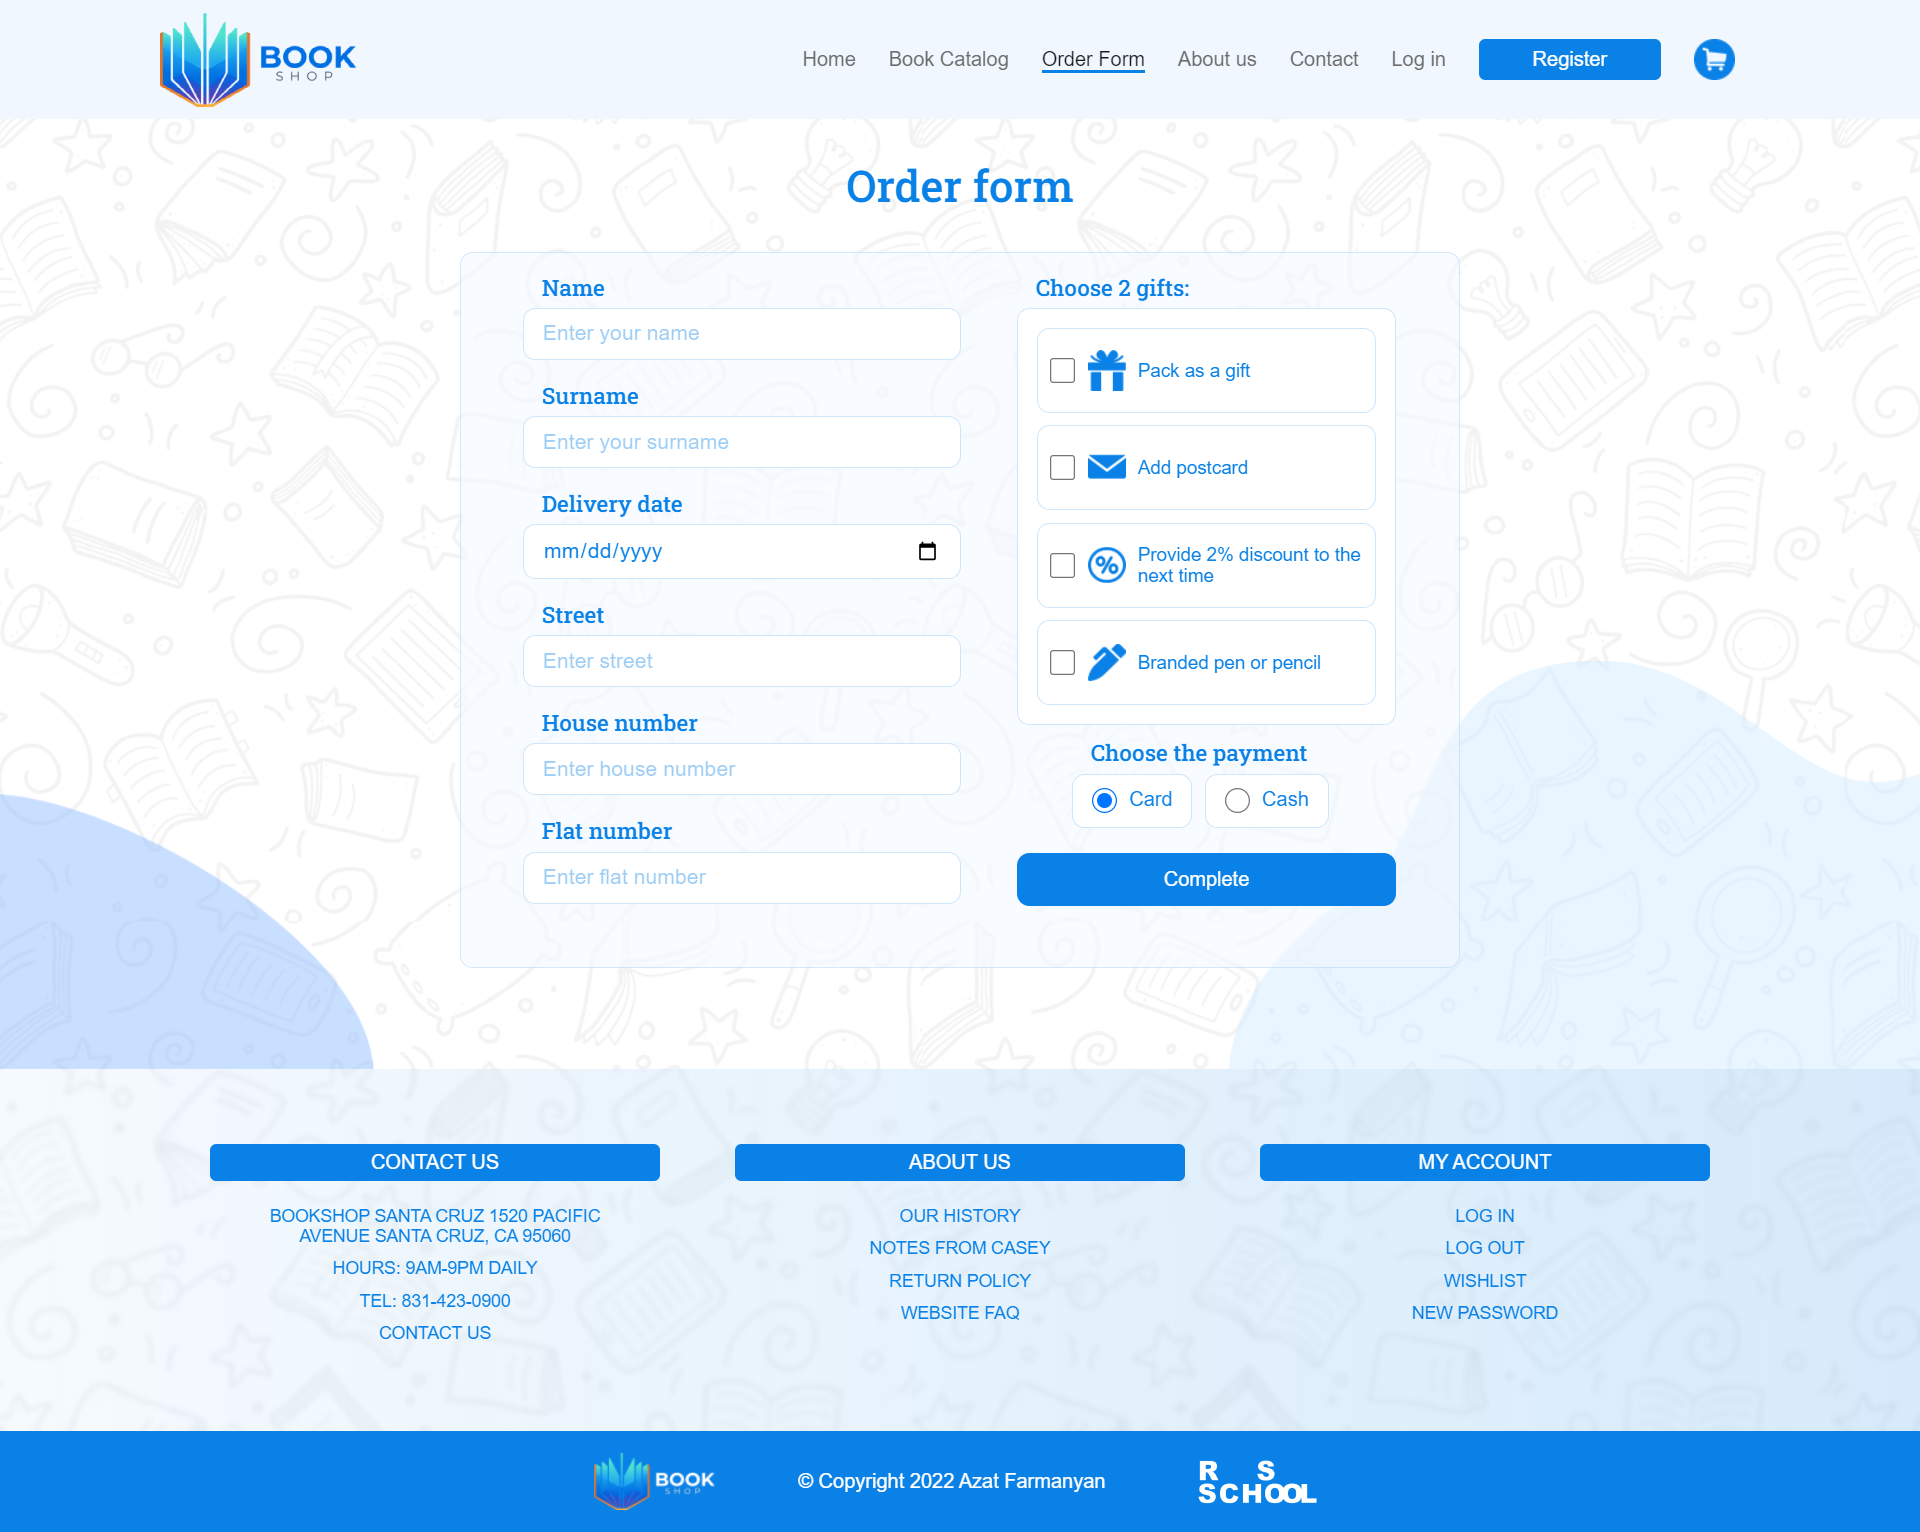 BOOK
SHOP
Home
Book Catalog
Order Form
About us
Contact
Log in
Register
Order form
Name
Enter your name
Surname
Enter your surname
Delivery date
mm/dd/yyyy
Street
Enter street
House number
Enter house number
Flat number
Enter flat number
Choose 2 gifts:
Pack as a gift
Add postcard
Provide 2% discount to the
next time
Branded pen or pencil
Choose the payment
Card
Cash
Complete
CONTACT US
BOOKSHOP SANTA CRUZ 1520 PACIFIC
AVENUE SANTA CRUZ, CA 95060
HOURS: 9AM-9PM DAILY
TEL: 831-423-0900
CONTACT US
ABOUT US
OUR HISTORY
NOTES FROM CASEY
RETURN POLICY
WEBSITE FAQ
MY ACCOUNT
LOG IN
LOG OUT
WISHLIST
NEW PASSWORD
BOOK
SHOP
© Copyright 2022 Azat Farmanyan
RS
SCHOOL